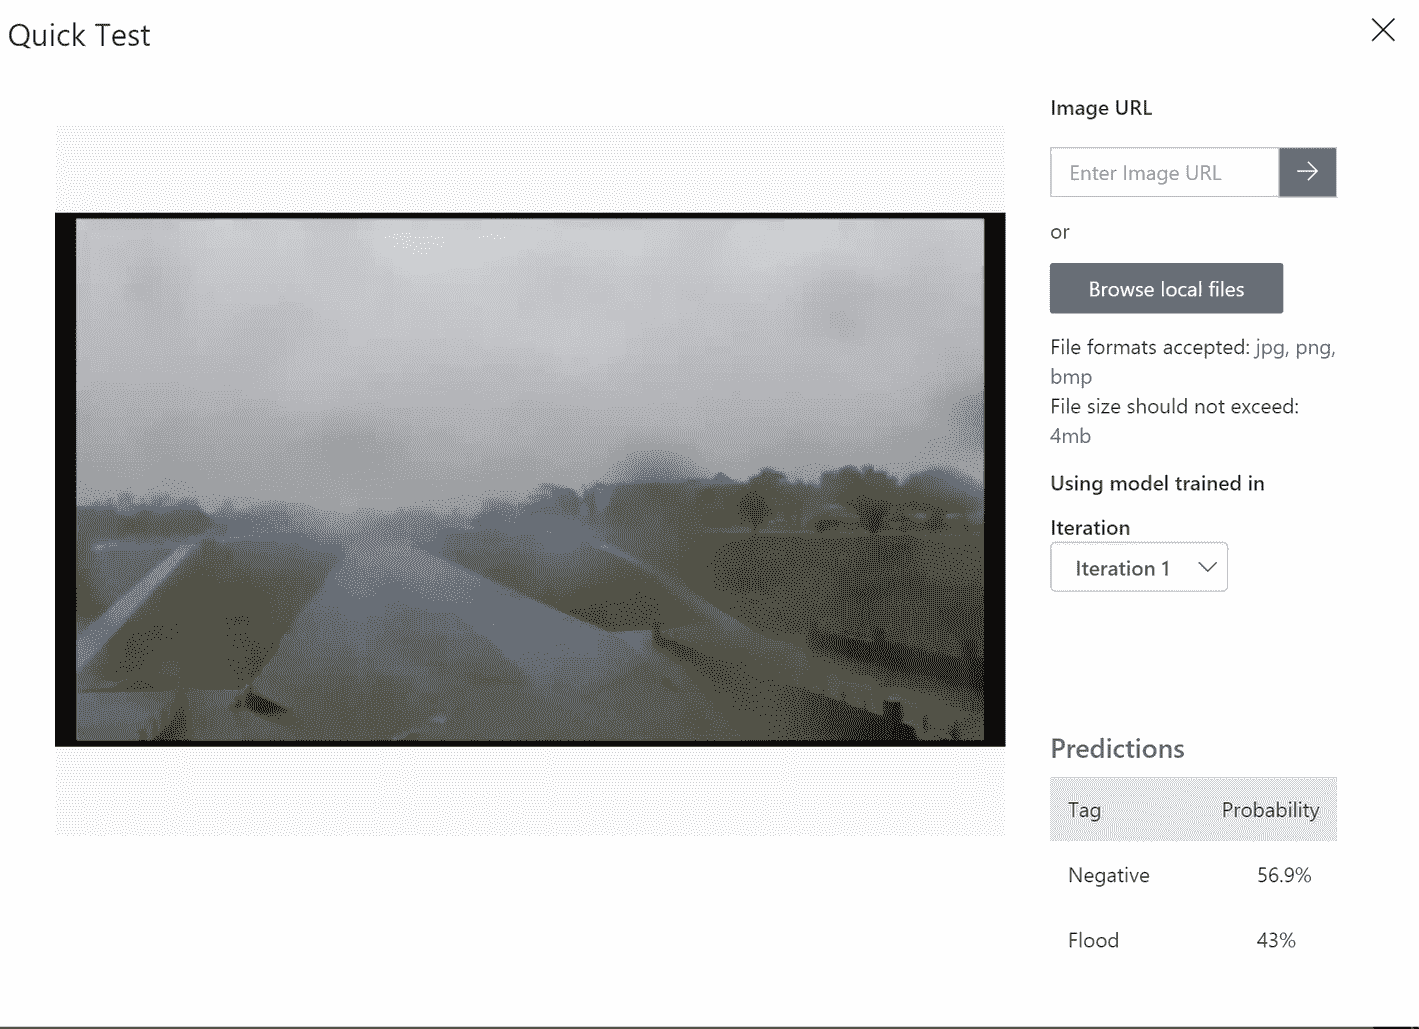 Quick Test
Image URL
Enter Image URL
or
Browse local files
File formats accepted: jpg, png,
bmp
File size should not exceed:
4mb
Using model trained in
Iteration
Iteration 1
Predictions
Tag Probability
Negative 56.9%
Flood 43%